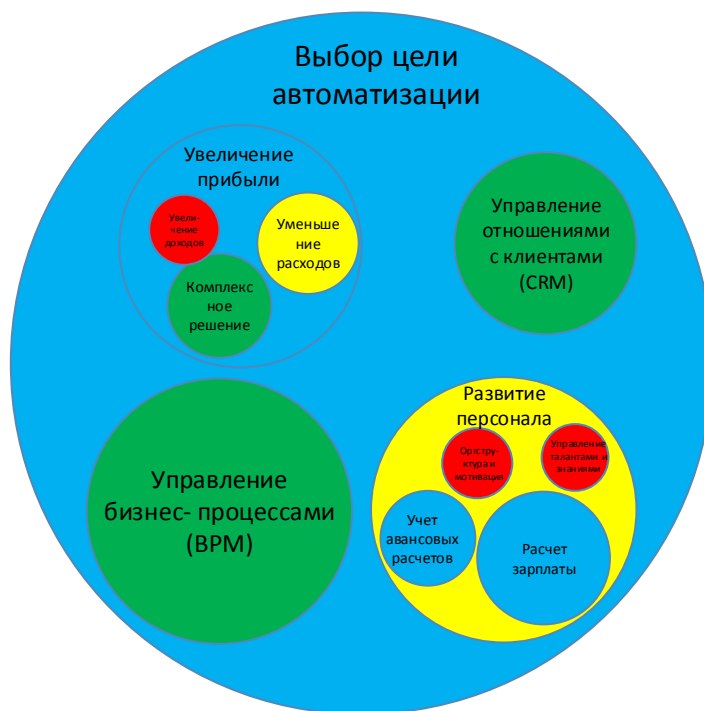 Выбор цели
автоматизации
Увеличение
прибыли
Увели-
чение
доходов
Уменьше
ние
расходов
Комплекс
ное
решение
Управление
отношениями
с клиентами
(CRM)
Управление
бизнес- процессами
(BPM)
Развитие
персонала
Оргстру-
ктура и
мотивация
Управление
талантами и
знаниями
Учет
авансовых
расчетов
Расчет
зарплаты